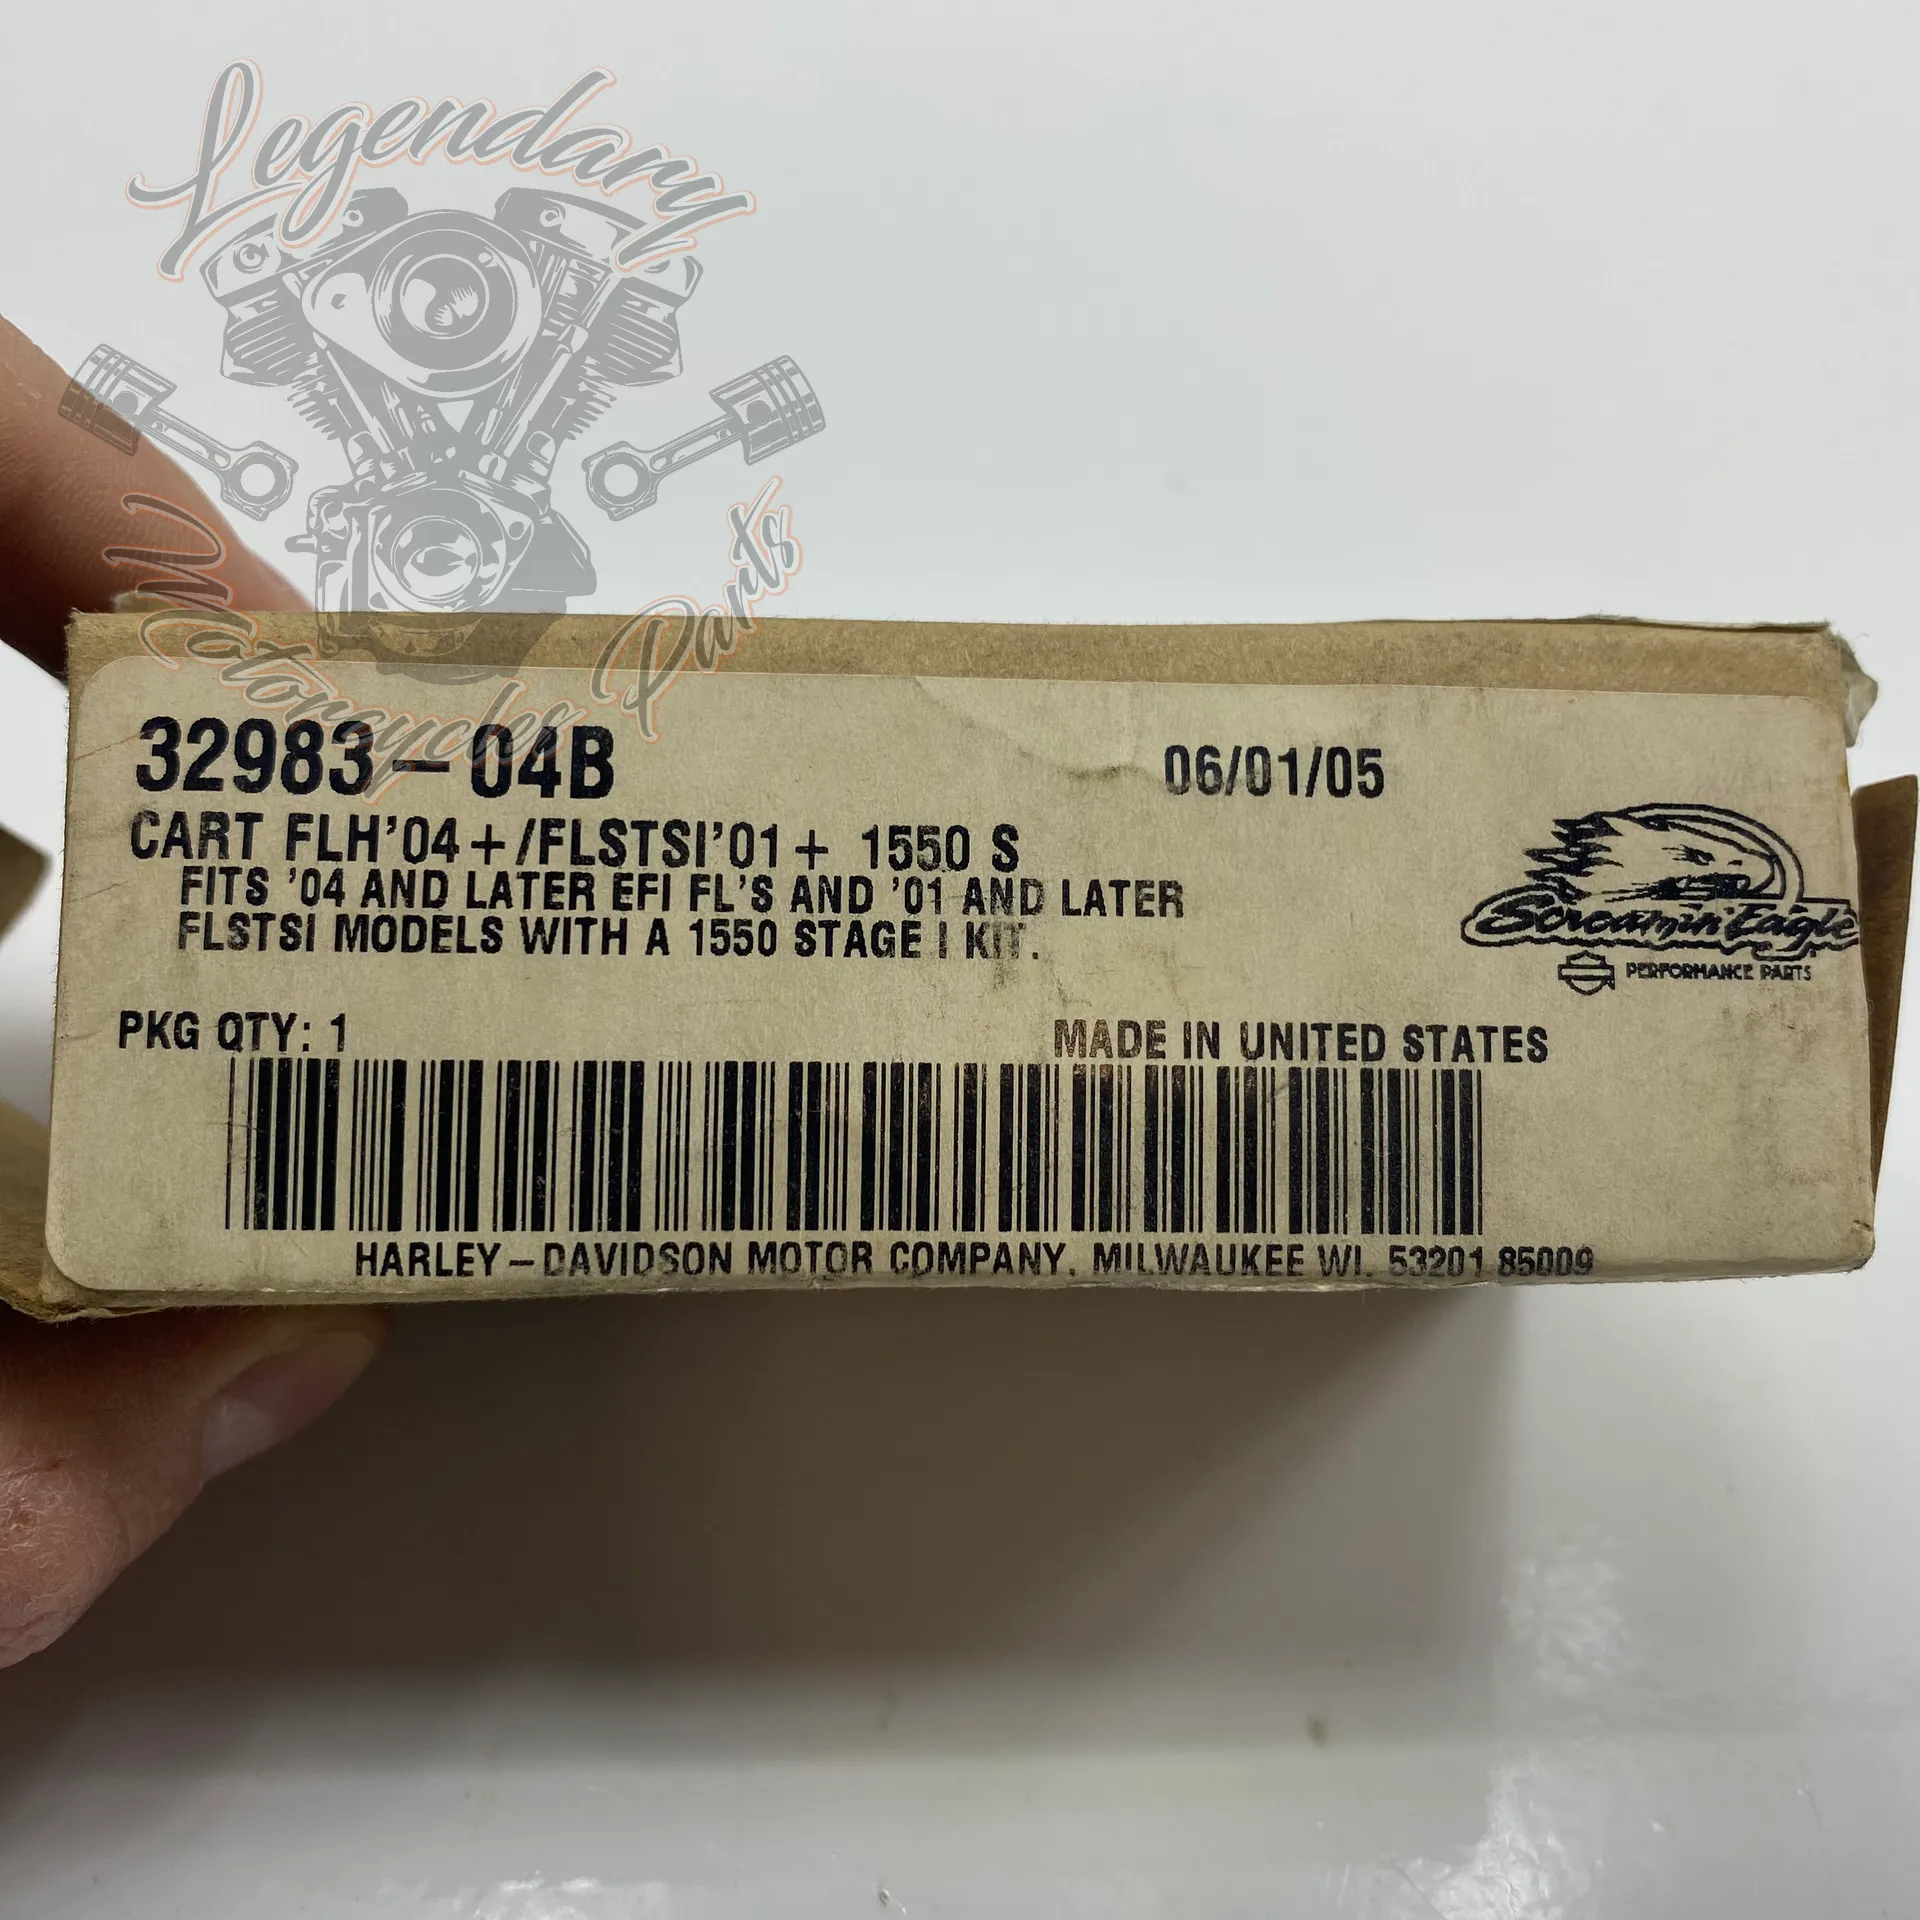 Legendary
Motorcycles Parts
32983-04B
06/01/05
CART FLH'04+/FLSTSI'01+ 1550 S
FITS '04 AND LATER EFI FL'S AND '01 AND LATER
FLSTSI MODELS WITH A 1550 STAGE I KIT.
Screamin' Eagle
PERFORMANCE PARTS
PKG QTY: 1
MADE IN UNITED STATES
HARLEY-DAVIDSON MOTOR COMPANY. MILWAUKEE WI. 53201 85009